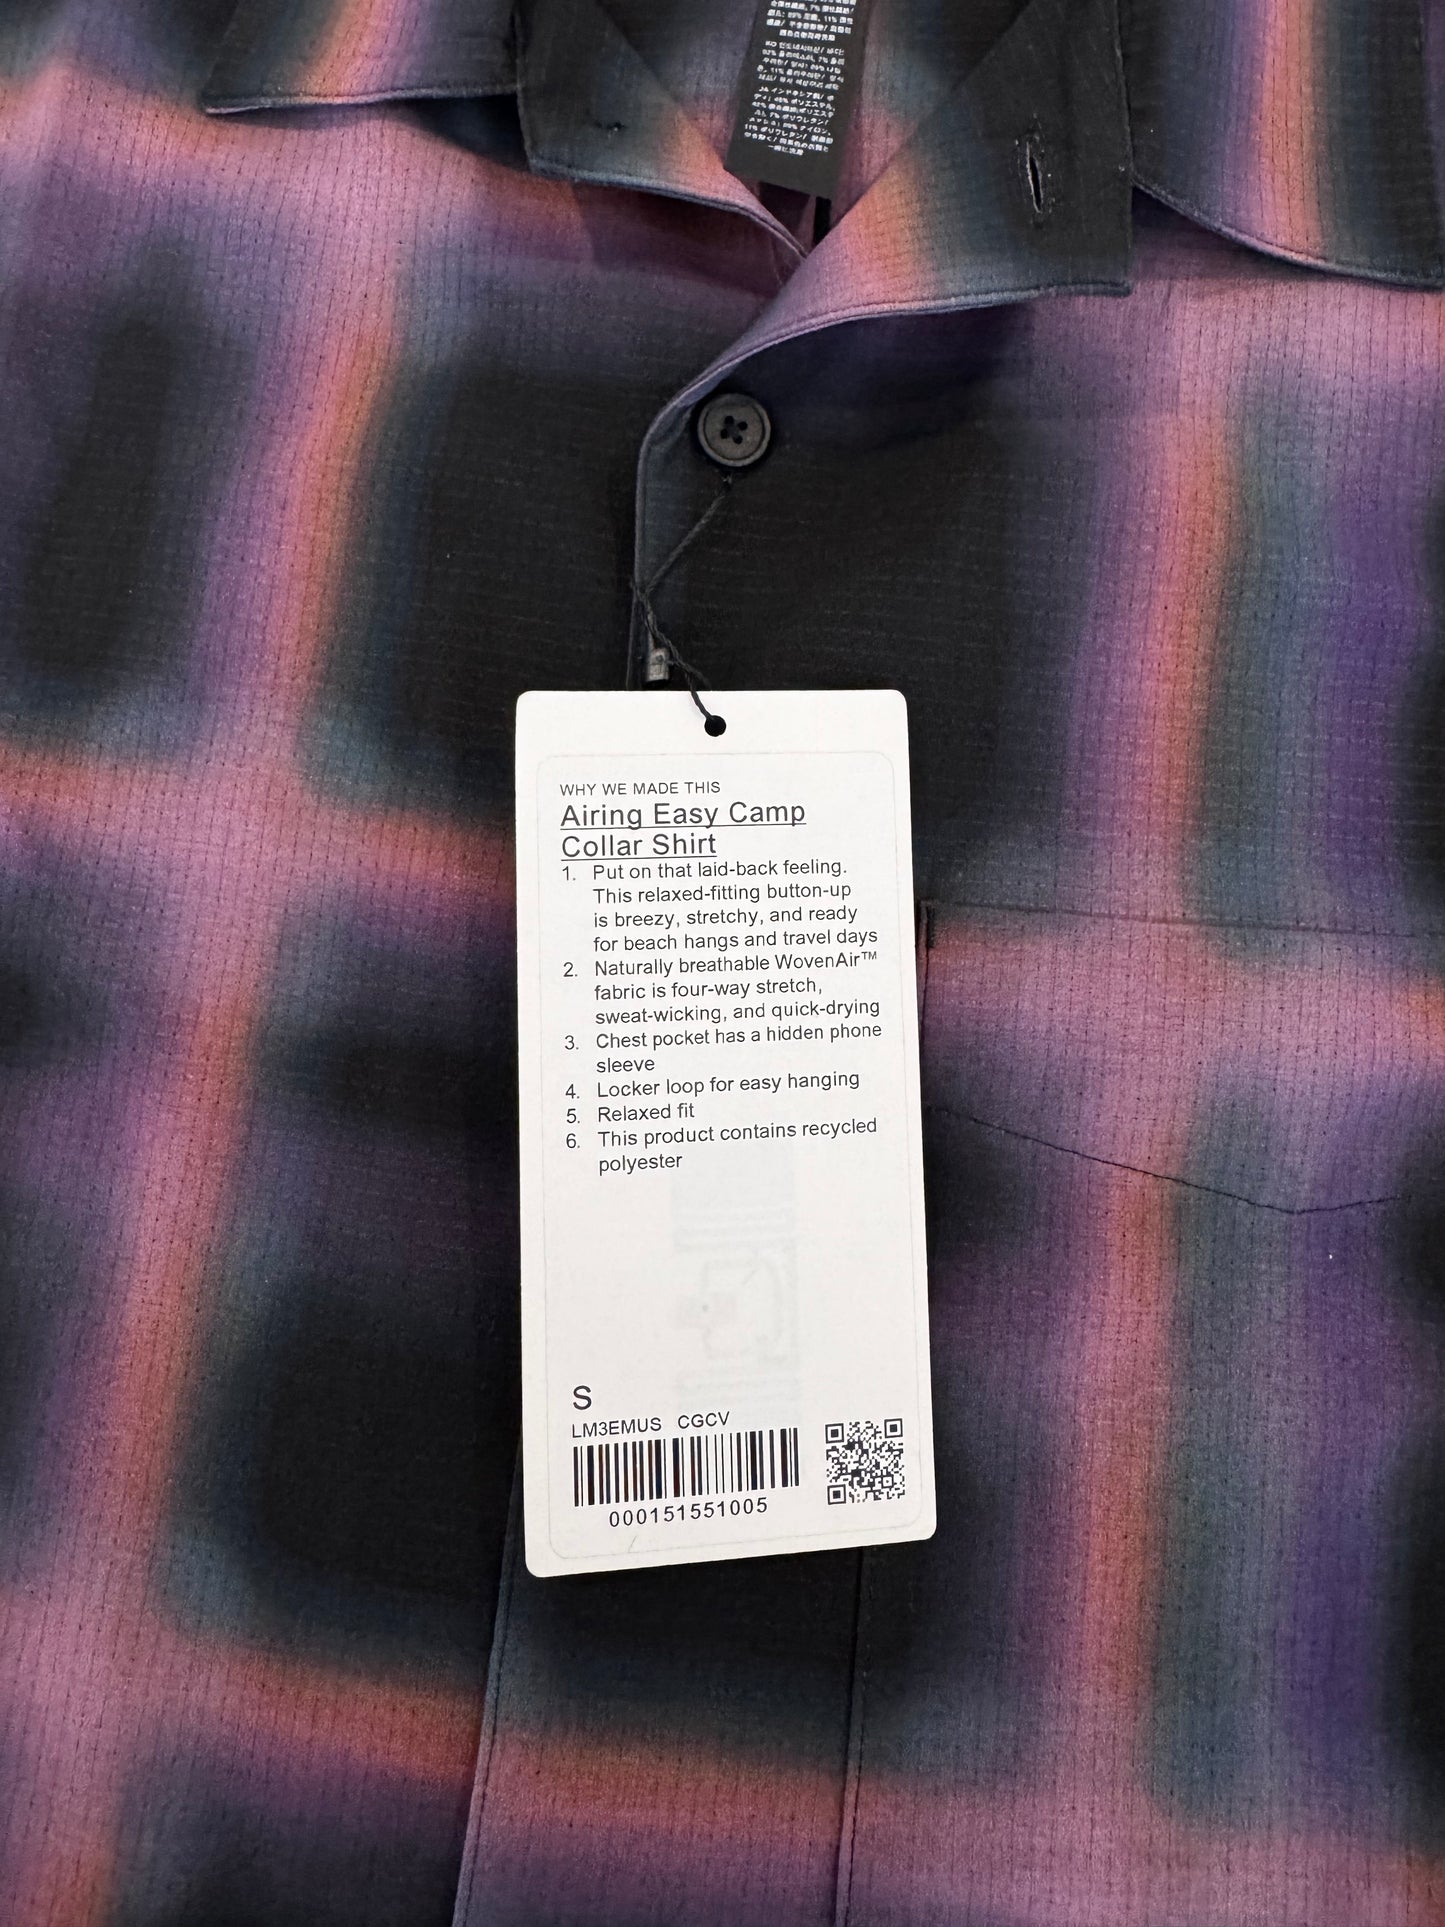 WHY WE MADE THIS
Airing Easy Camp
Collar Shirt
1. Put on that laid-back feeling.
This relaxed-fitting button-up
is breezy, stretchy, and ready
for beach hangs and travel days
2. Naturally breathable WovenAir™
fabric is four-way stretch,
sweat-wicking, and quick-drying
3. Chest pocket has a hidden phone
sleeve
4. Locker loop for easy hanging
5. Relaxed fit
6. This product contains recycled
polyester
S
LM3EMUS CGCV
000151551005